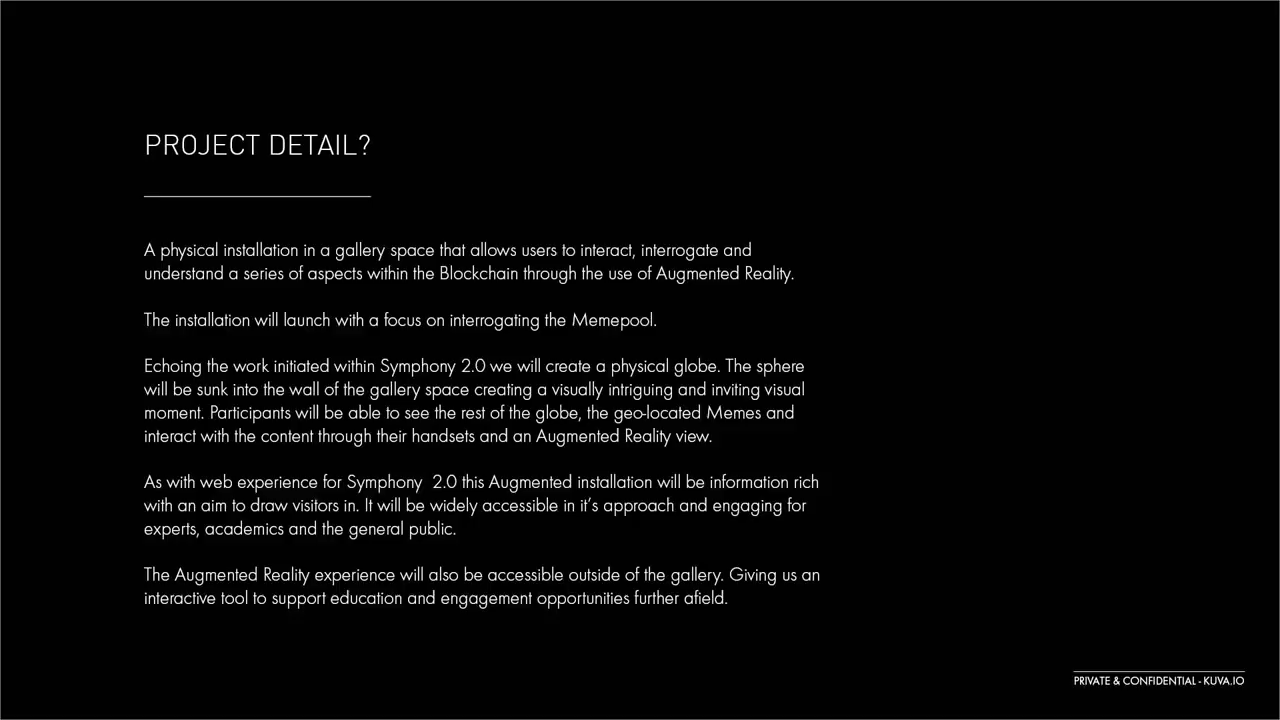 PROJECT DETAIL?
A physical installation in a gallery space that allows users to interact, interrogate and
understand a series of aspects within the Blockchain through the use of Augmented Reality.
The installation will launch with a focus on interrogating the Memepool.
Echoing the work initiated within Symphony 2.0 we will create a physical globe. The sphere
will be sunk into the wall of the gallery space creating a visually intriguing and inviting visual
moment. Participants will be able to see the rest of the globe, the geo-located Memes and
interact with the content through their handsets and an Augmented Reality view.
As with web experience for Symphony  2.0 this Augmented installation will be information rich
with an aim to draw visitors in. It will be widely accessible in it’s approach and engaging for
experts, academics and the general public.
The Augmented Reality experience will also be accessible outside of the gallery. Giving us an
interactive tool to support education and engagement opportunities further afield.
PRIVATE & CONFIDENTIAL - KUVA.IO